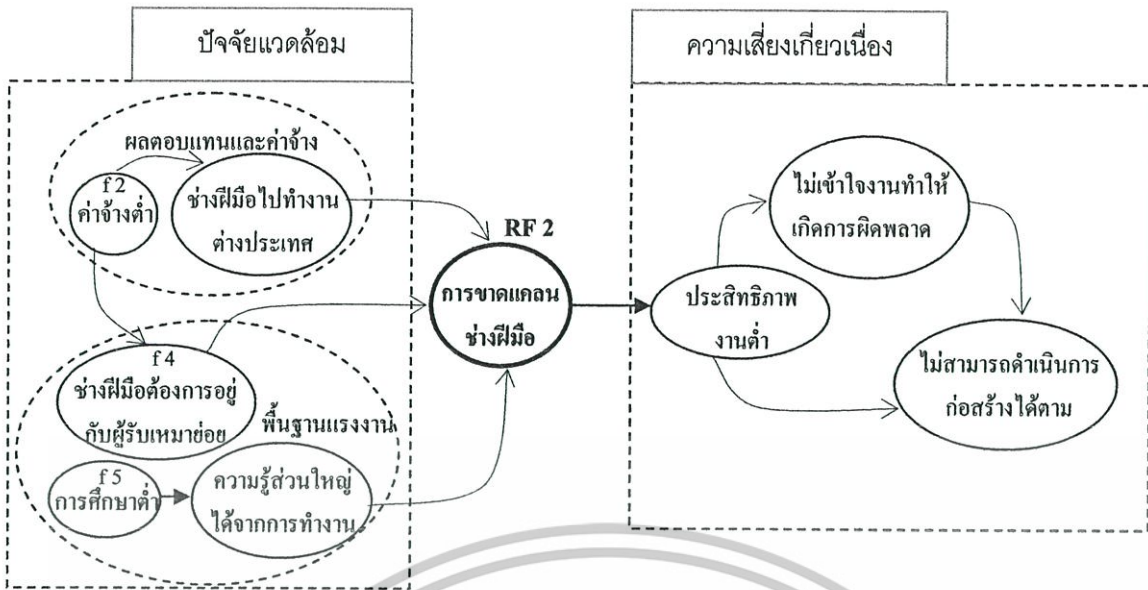 ปัจจัยแวดล้อม
ความเสี่ยงเกี่ยวเนื่อง
ผลตอบแทนและค่าจ้าง
f 2
ค่าจ้างต่ำ
ช่างฝีมือไปทำงาน
ต่างประเทศ
f 4
ช่างฝีมือต้องการอยู่
กับผู้รับเหมาย่อย
พื้นฐานแรงงาน
f 5
การศึกษาต่ำ
ความรู้ส่วนใหญ่
ได้จากการทำงาน
RF 2
การขาดแคลน
ช่างฝีมือ
ประสิทธิภาพ
งานต่ำ
ไม่เข้าใจงานทำให้
เกิดการผิดพลาด
ไม่สามารถดำเนินการ
ก่อสร้างได้ตาม